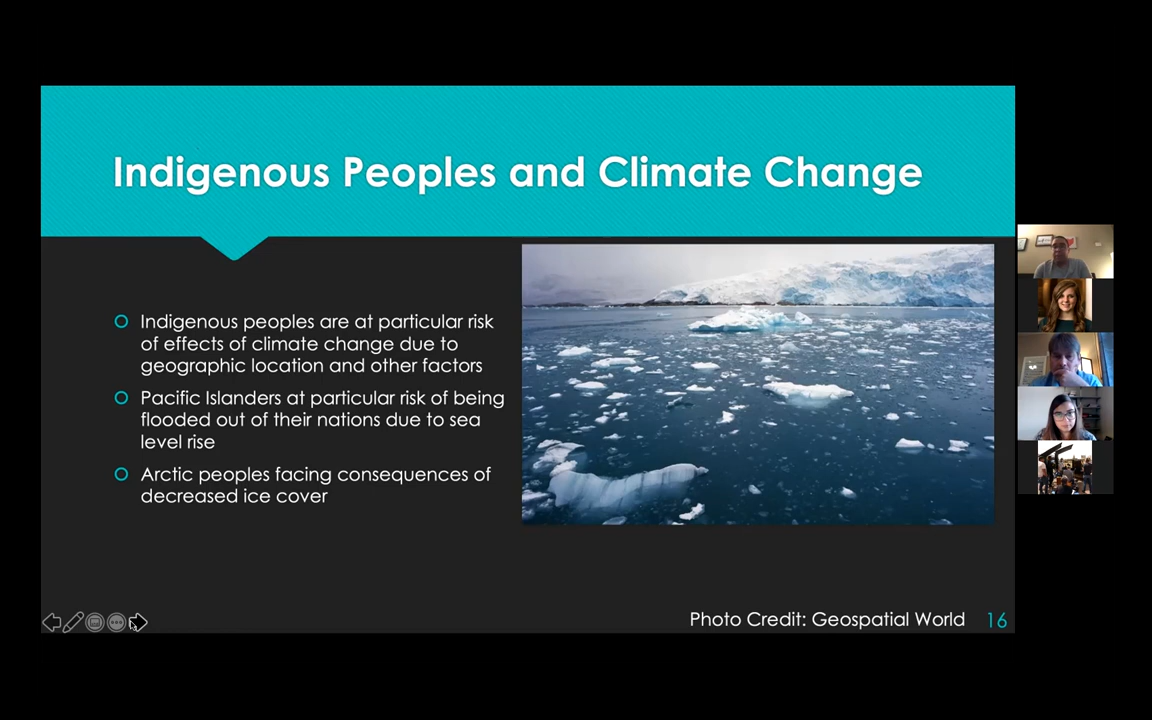 Indigenous Peoples and Climate Change
Indigenous peoples are at particular risk
of effects of climate change due to
geographic location and other factors
Pacific Islanders at particular risk of being
flooded out of their nations due to sea
level rise
Arctic peoples facing consequences of
decreased ice cover
Photo Credit: Geospatial World
16